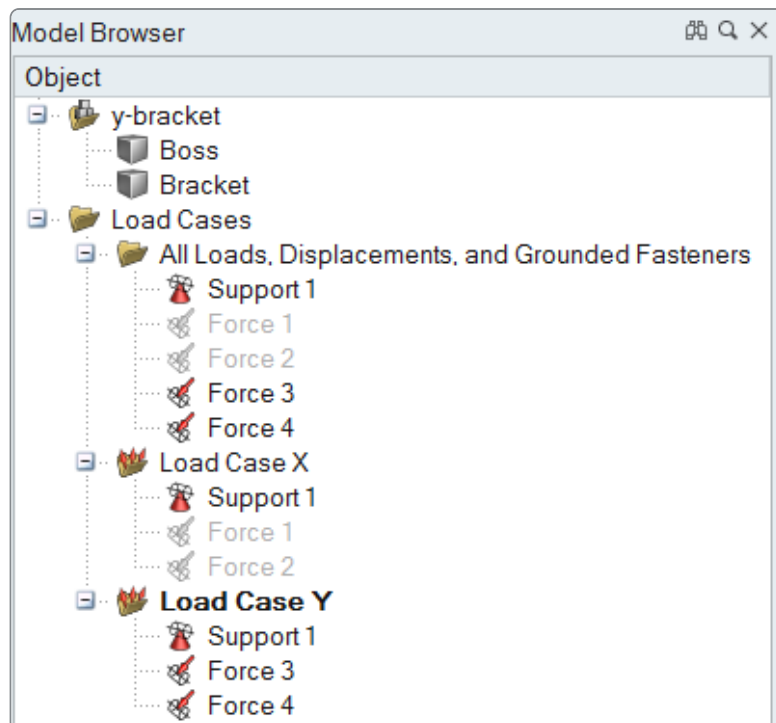 Model Browser
Object
y-bracket
Boss
Bracket
Load Cases
All Loads, Displacements, and Grounded Fasteners
Support 1
Force 1
Force 2
Force 3
Force 4
Load Case X
Support 1
Force 1
Force 2
Load Case Y
Support 1
Force 3
Force 4